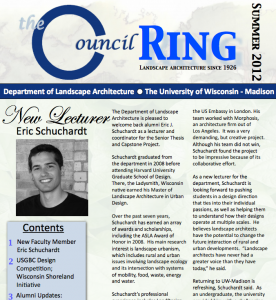 the Council RING
LANDSCAPE ARCHITECTURE SINCE 1926
SUMMER 2012
Department of Landscape Architecture ● The University of Wisconsin - Madison
New Lecturer
Eric Schuchardt
Contents
1 New Faculty Member
Eric Schuchardt
2 USGBC Design
Competition;
Wisconsin Shoreland
Initiative
3 Alumni Updates:
The Department of Landscape
Architecture is pleased to
welcome back alumni Eric J.
Schuchardt as a lecturer and
coordinator for the Senior Thesis
and Capstone Project.
Schuchardt graduated from
the department in 2008 before
attending Harvard University
Graduate School of Design.
There, the Ladysmith, Wisconsin
native earned his Master of
Landscape Architecture in Urban
Design.
Over the past seven years,
Schuchardt has earned an array
of awards and scholarships,
including the ASLA Award of
Honor in 2008. His main research
interest is landscape urbanism,
which includes rural and urban
issues involving landscape ecology
and its intersection with systems
of mobility, food, waste, energy
and water.
Schuchardt's professional
the US Embassy in London. His
team worked with Morphosis,
an architecture firm out of
Los Angeles. It was a very
demanding, but creative project.
Although his team did not win,
Schuchardt found the project
to be impressive because of its
collaborative effort.
As a new lecturer for the
department, Schuchardt is
looking forward to pushing
students in design direction
that ties into their individual
passions, as well as helping them
to understand how their designs
operate at multiple scales. He
believes landscape architects
have the potential to change the
future interaction of rural and
urban developments. "Landscape
architects have never had a
greater voice than they have
today," he said.
Returning to UW-Madison is
refreshing, Schuchardt said. As
an undergraduate, the university